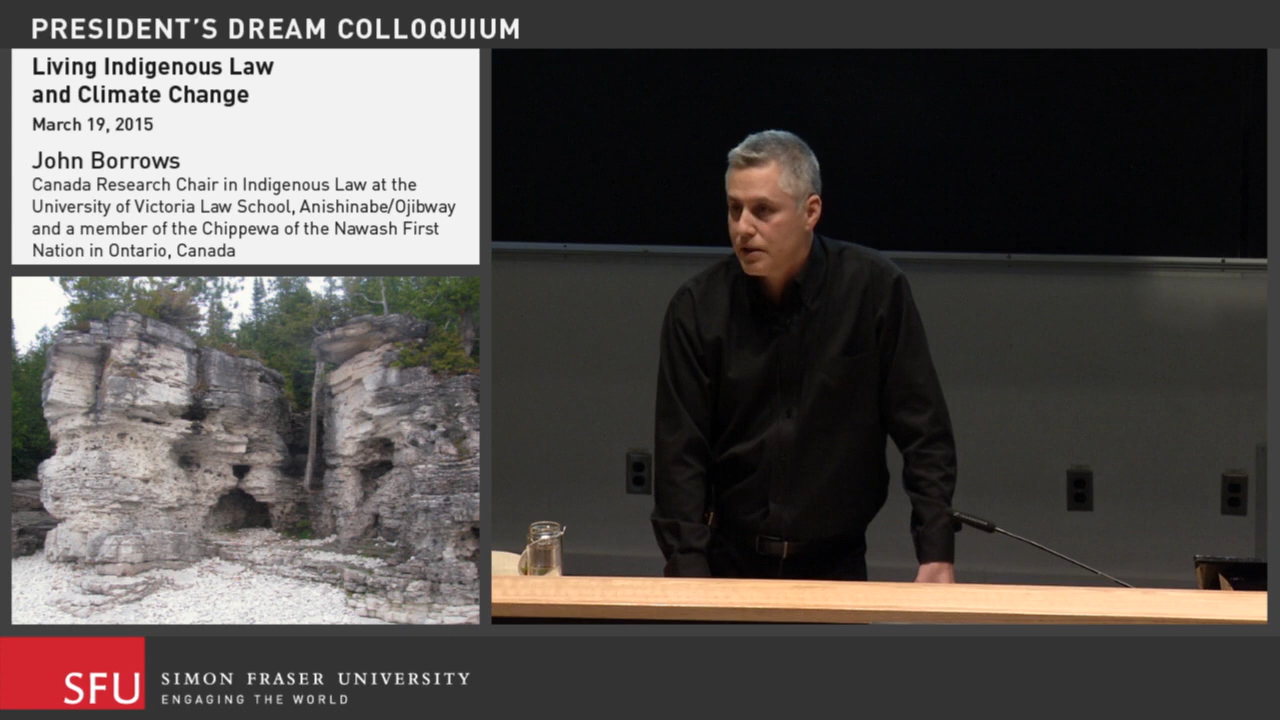 PRESIDENT'S DREAM COLLOQUIUM
Living Indigenous Law
and Climate Change
March 19, 2015
John Borrows
Canada Research Chair in Indigenous Law at the
University of Victoria Law School, Anishinabe/Ojibway
and a member of the Chippewa of the Nawash First
Nation in Ontario, Canada
SFU
SIMON FRASER UNIVERSITY
ENGAGING THE WORLD